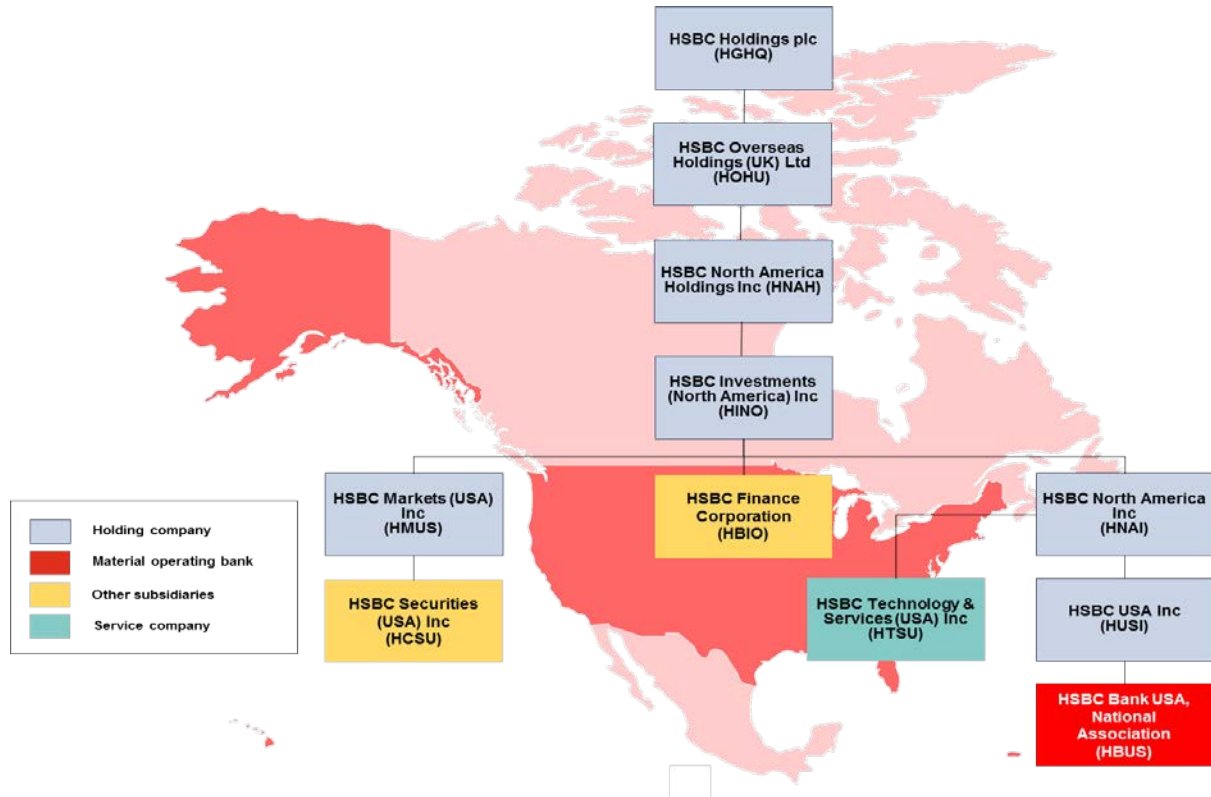 HSBC Holdings plc
(HGHQ)
HSBC Overseas
Holdings (UK) Ltd
(HOHU)
HSBC North America
Holdings Inc (HNAH)
HSBC Investments
(North America) Inc
(HINO)
HSBC Markets (USA)
Inc
(HMUS)
HSBC Finance
Corporation
(HBIO)
HSBC North America
Inc
(HNAI)
HSBC Securities
(USA) Inc
(HCSU)
HSBC Technology &
Services (USA) Inc
(HTSU)
HSBC USA Inc
(HUSI)
HSBC Bank USA,
National
Association
(HBUS)
Holding company
Material operating bank
Other subsidiaries
Service company